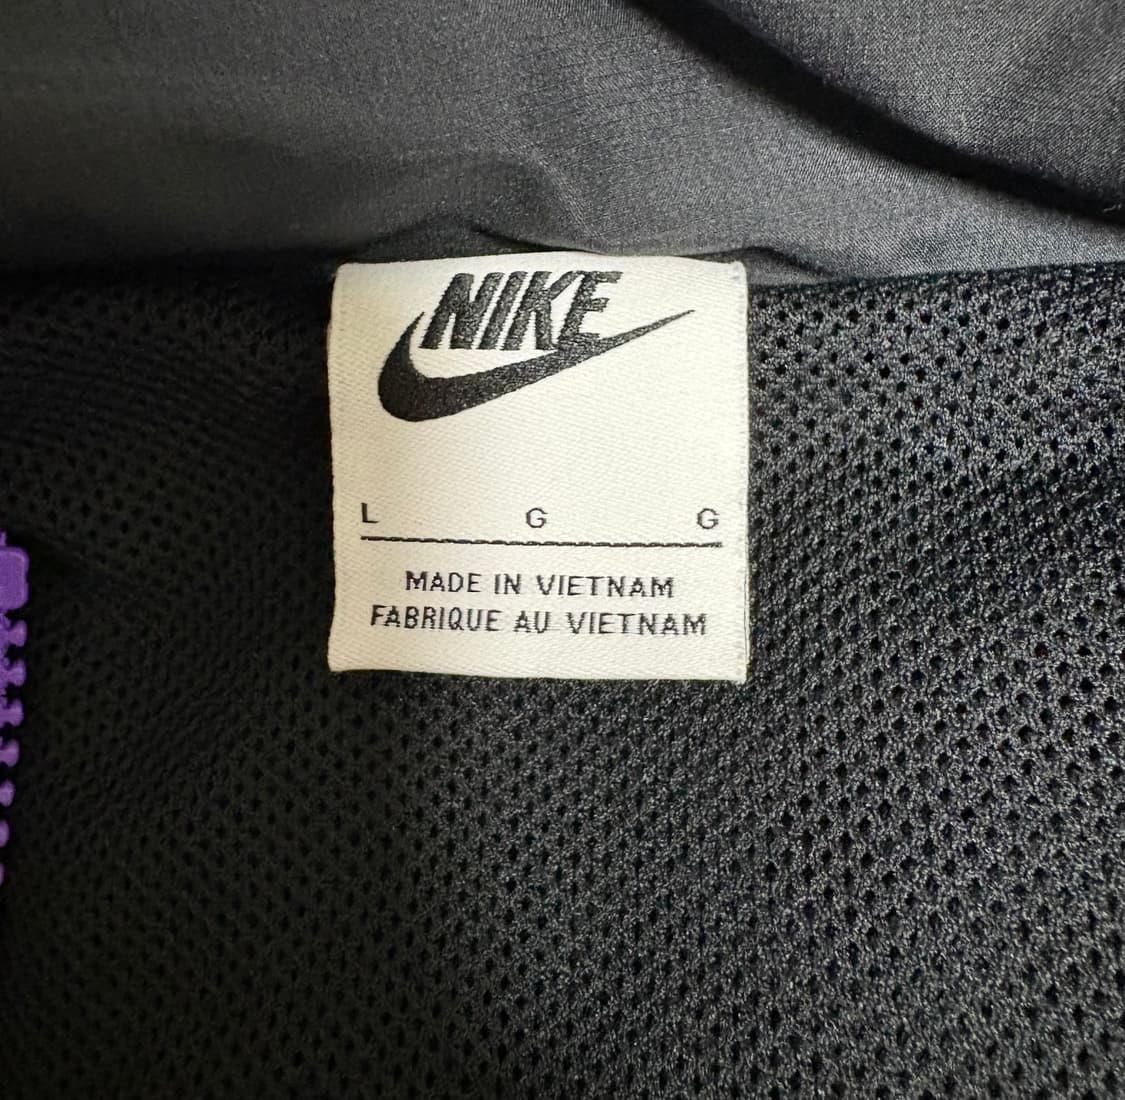 NIKE
L G G
MADE IN VIETNAM
FABRIQUE AU VIETNAM